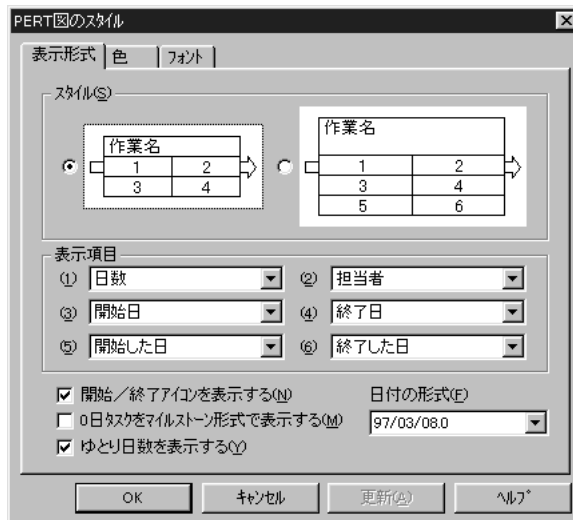 PERT図のスタイル
表示形式 色 フォント
スタイル(S)
作業名
1 2
3 4
作業名
1 2
3 4
5 6
表示項目
(1) 日数 (2) 担当者
(3) 開始日 (4) 終了日
(5) 開始した日 (6) 終了した日
開始／終了アイコンを表示する(N)
日付の形式(F)
0日タスクをマイルストーン形式で表示する(M)
97/03/08.0
ゆとり日数を表示する(Y)
OK キャンセル 更新(A) ヘルプ